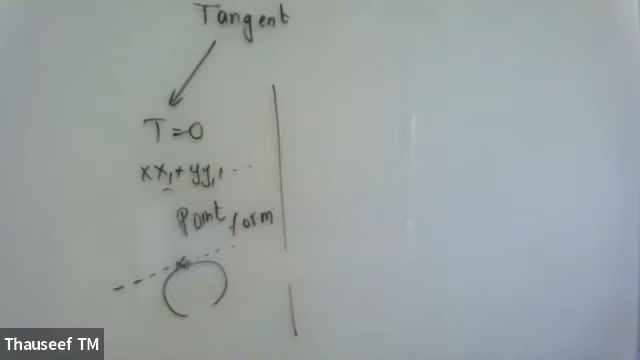 Tangent
T=0
xx₁+yy₁+...
Point form
Thauseef TM